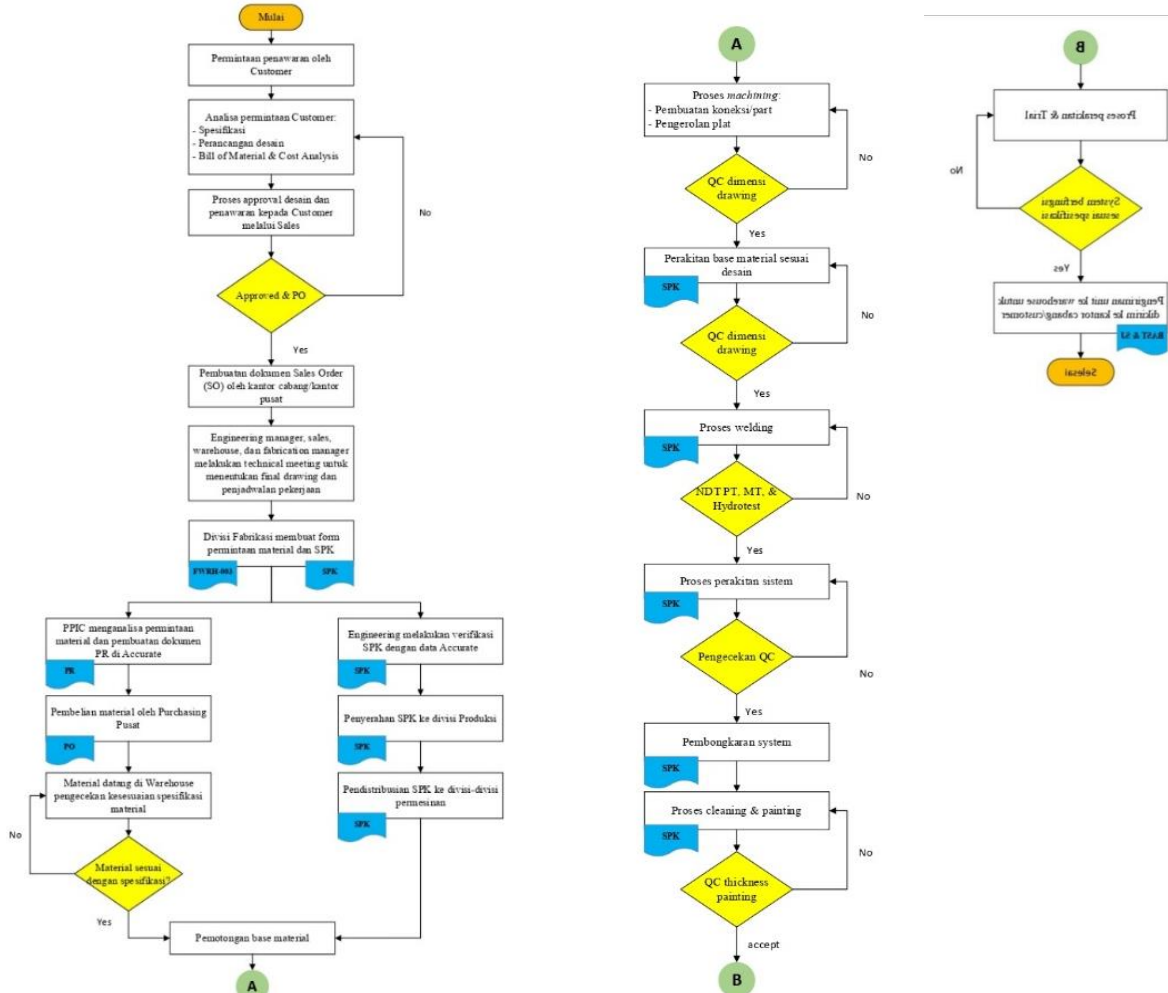 Mulai
Permintaan penawaran oleh
Customer
Analisa permintaan Customer:
- Spesifikasi
- Perancangan desain
- Bill of Material & Cost Analysis
Proses approval desain dan
penawaran kepada Customer
melalui Sales
No
Approved & PO
Yes
Pembuatan dokumen Sales Order
(SO) oleh kantor cabang/kantor
pusat
Engineering manager, sales,
warehouse, dan fabrication manager
melakukan technical meeting untuk
menentukan final drawing dan
penjadwalan pekerjaan
Divisi Fabrikasi membuat form
permintaan material dan SPK
FWRH-003
SPK
PPIC menganalisa permintaan
material dan pembuatan dokumen
PR di Accurate
PR
Pembelian material oleh Purchasing
Pusat
PO
Material datang di Warehouse
pengecekan kesesuaian spesifikasi
material
No
Material sesuai
dengan spesifikasi?
Yes
Engineering melakukan verifikasi
SPK dengan data Accurate
SPK
Penyerahan SPK ke divisi Produksi
SPK
Pendistribusian SPK ke divisi-divisi
permesinan
SPK
Pemotongan base material
A
A
Proses machining:
- Pembuatan koneksi/part
- Pengerolan plat
No
QC dimensi
drawing
Yes
Perakitan base material sesuai
desain
SPK
No
QC dimensi
drawing
Yes
Proses welding
SPK
NDT PT, MT, &
Hydrotest
No
Yes
Proses perakitan sistem
SPK
Pengecekan QC
No
Yes
Pembongkaran system
SPK
Proses cleaning & painting
SPK
No
QC thickness
painting
accept
B
B
Proses perakitan & Trial
No
System berfungsi
sesuai spesifikasi
Yes
Pengiriman unit ke warehouse untuk
dikirim ke kantor cabang/customer
BAST & SJ
Selesai